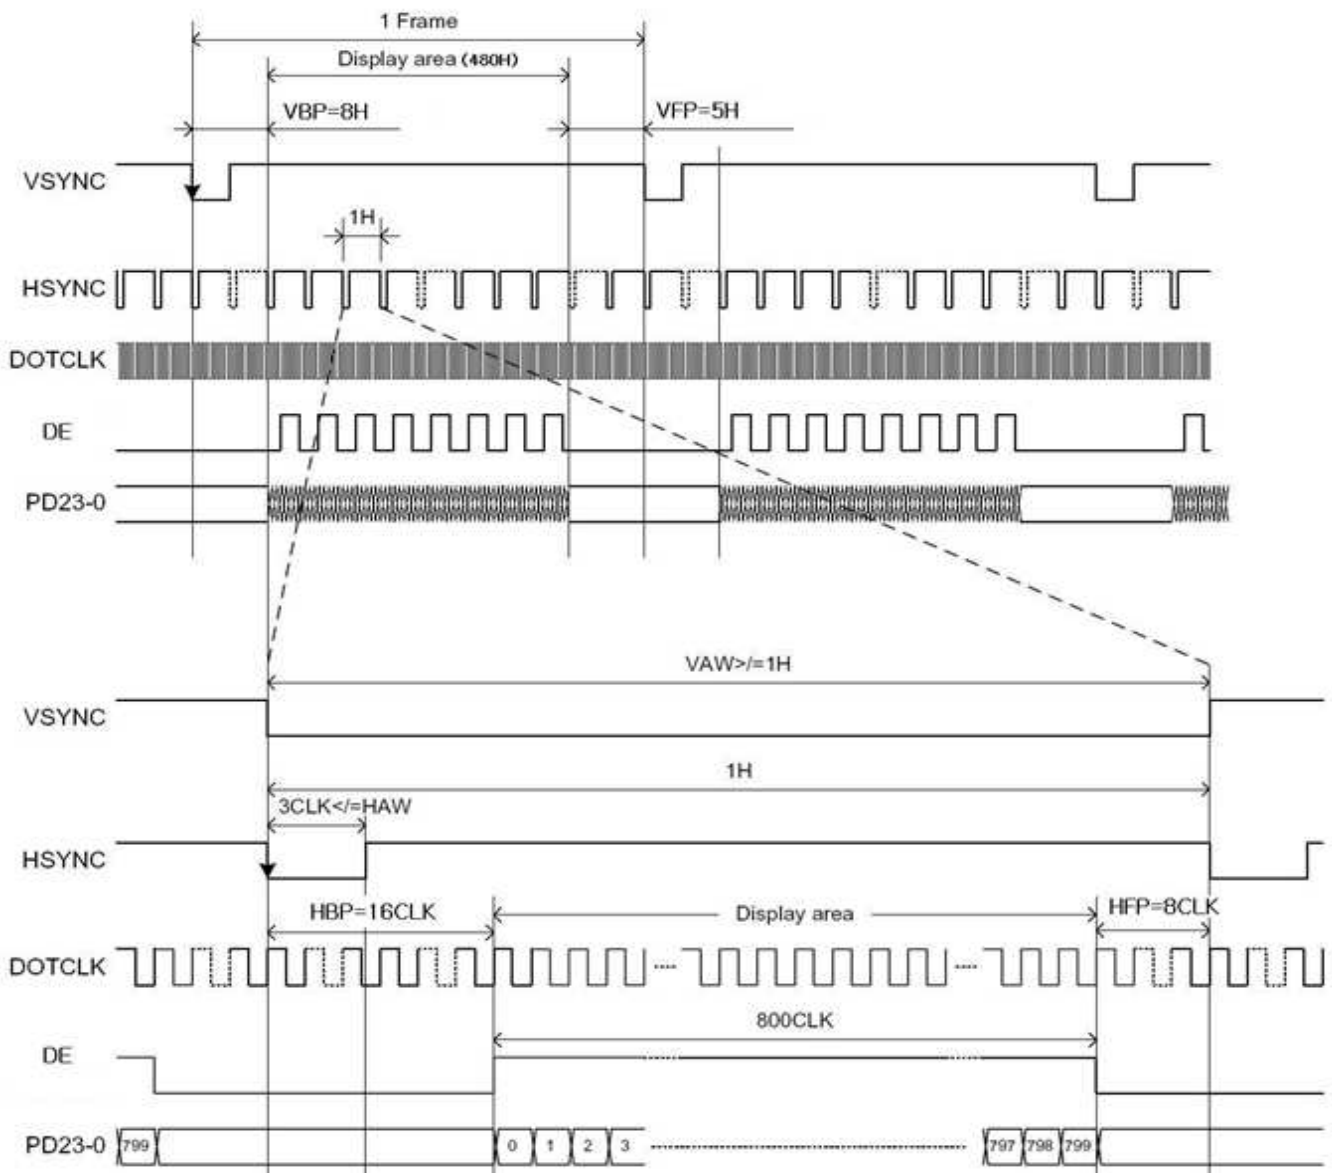 1 Frame
Display area (480H)
VBP=8H
VFP=5H
VSYNC
1H
HSYNC
DOTCLK
DE
PD23-0
VAW>/=1H
VSYNC
1H
3CLK</=HAW
HSYNC
HBP=16CLK
Display area
HFP=8CLK
DOTCLK
800CLK
DE
PD23-0 799 0 1 2 3 797 798 799